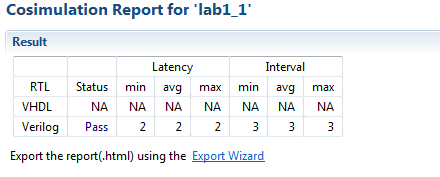 Cosimulation Report for 'lab1_1'
Result
Latency Interval
RTL Status min avg max min avg max
VHDL NA NA NA NA NA NA NA
Verilog Pass 2 2 2 3 3 3
Export the report(.html) using the Export Wizard